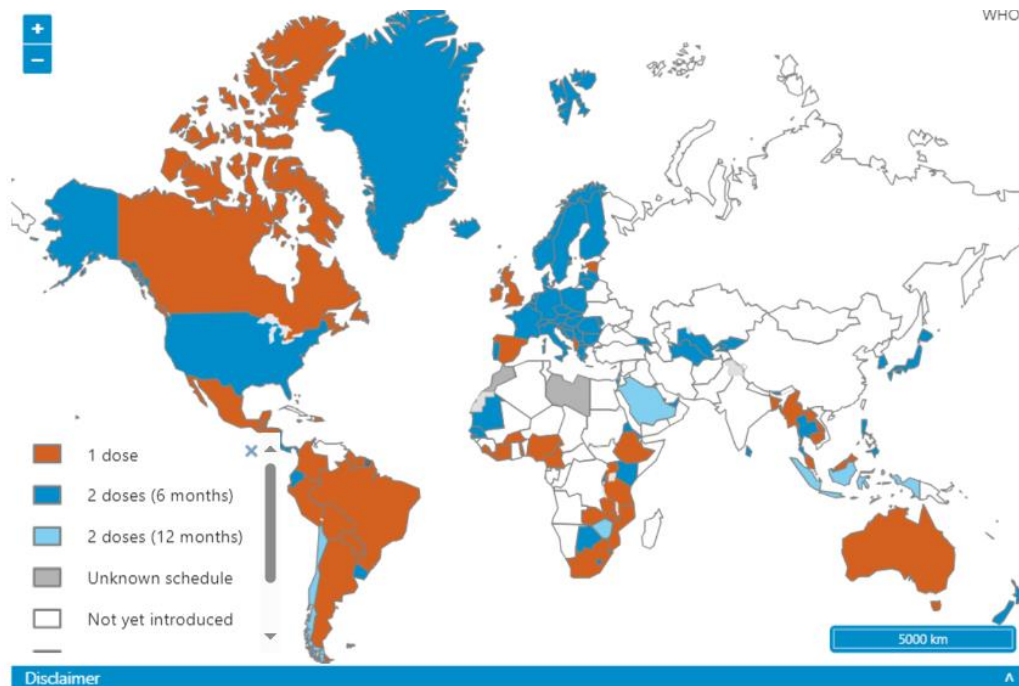 WHO
+
−
1 dose
2 doses (6 months)
2 doses (12 months)
Unknown schedule
Not yet introduced
5000 km
Disclaimer